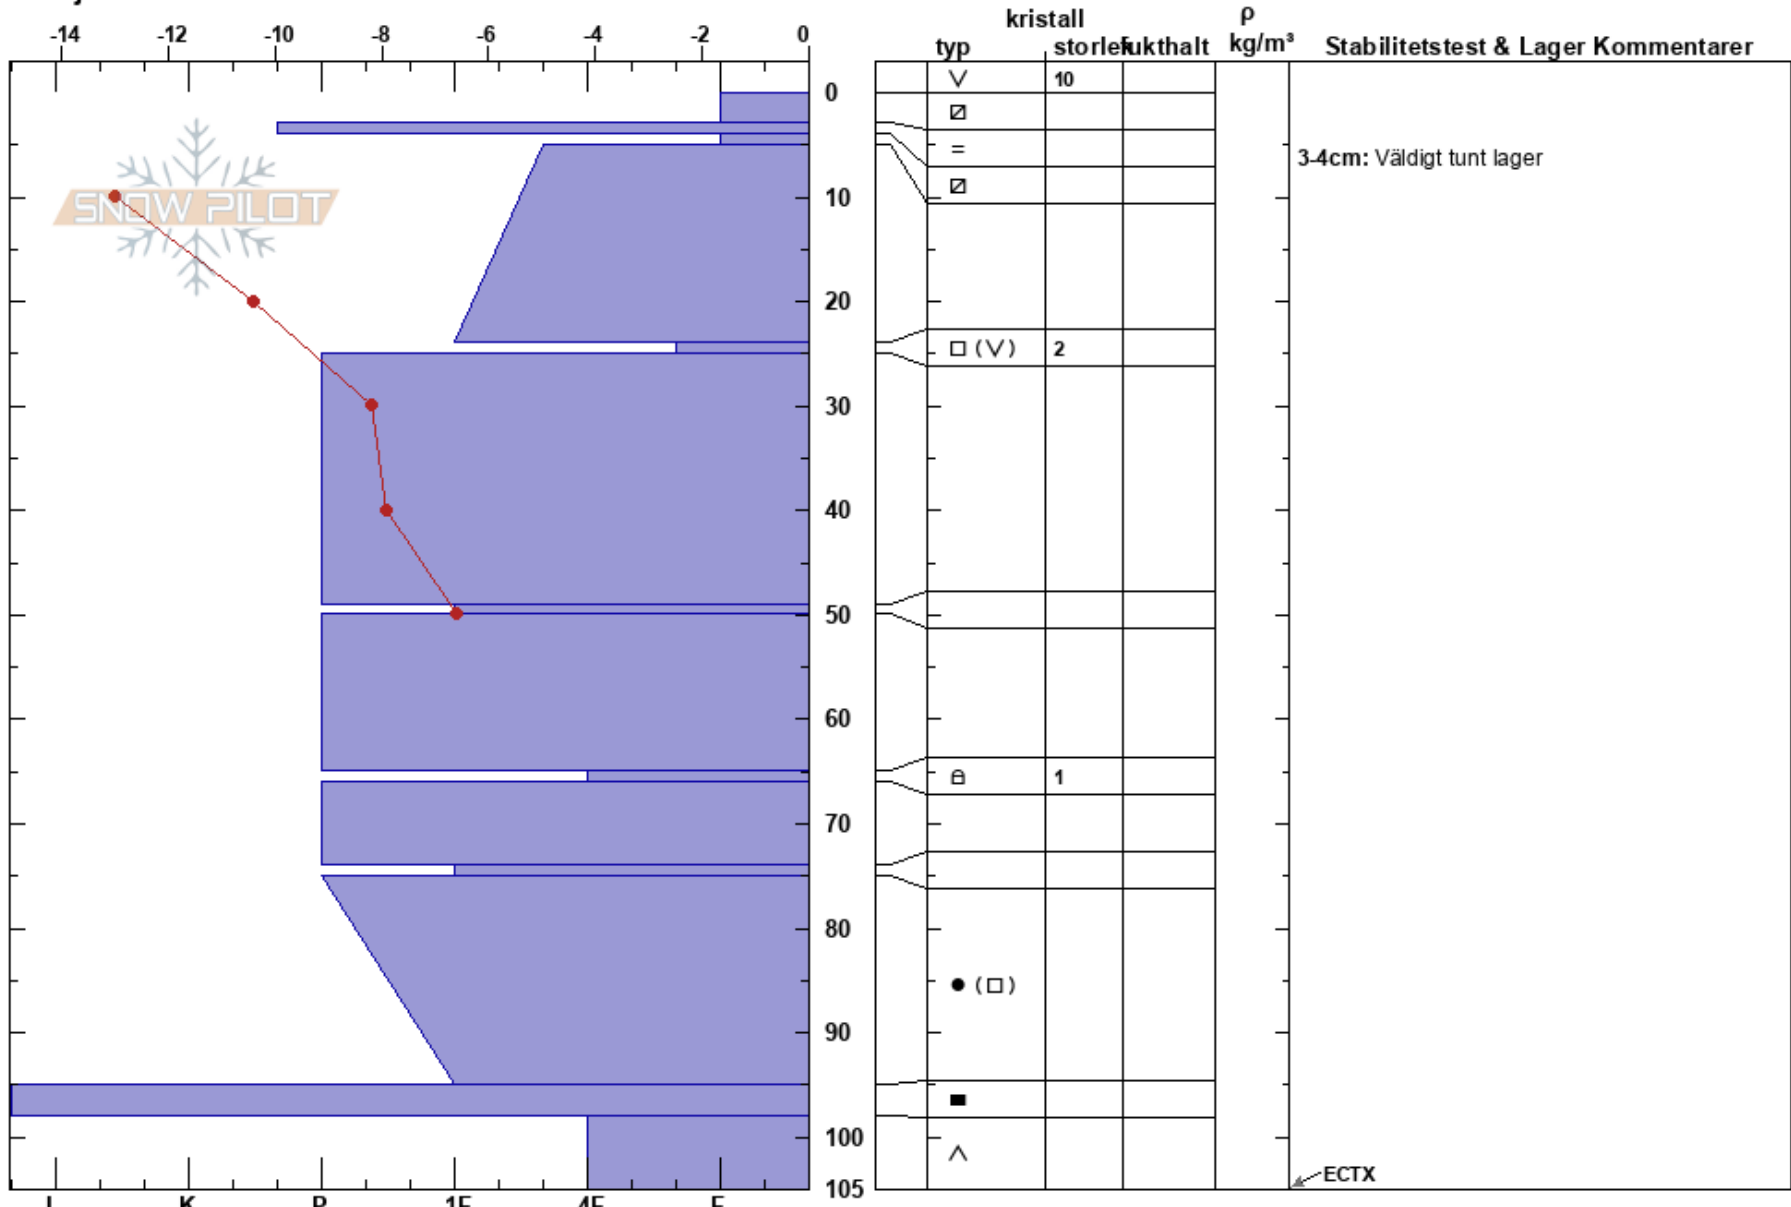 kristall ρ
-14 -12 -10 -8 -6 -4 -2 0 typ storlek fukthalt kg/m³ Stabilitetstest & Lager Kommentarer
10
0
= 3-4cm: Väldigt tunt lager
SNOW PILOT 10
20
(V) 2
30
40
50
60
1
70
80
90
100
ECTX
105
I K P 1F 4F F